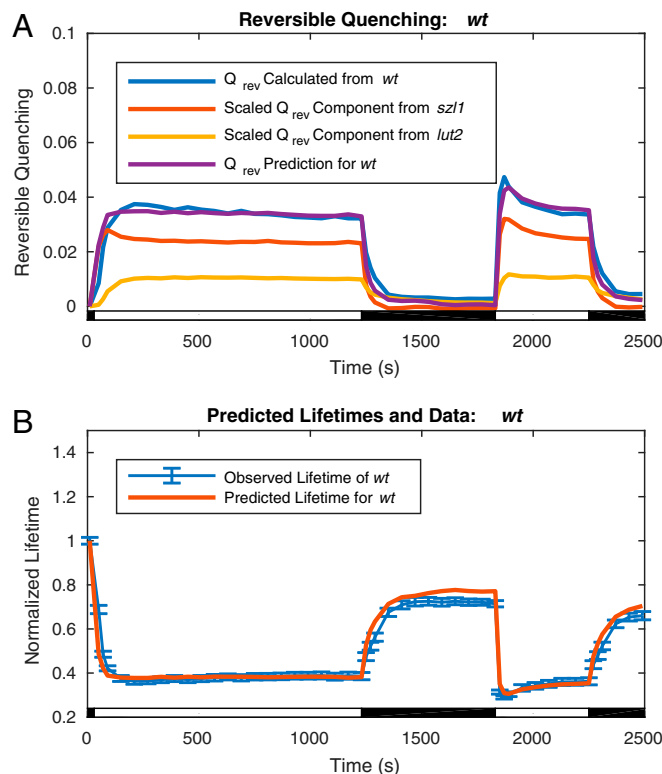 A
Reversible Quenching: wt
0.1
0.08
0.06
0.04
0.02
0
Reversible Quenching
Q rev Calculated from wt
Scaled Q rev Component from szl1
Scaled Q rev Component from lut2
Q rev Prediction for wt
0 500 1000 1500 2000 2500
Time (s)
B
Predicted Lifetimes and Data: wt
1.4
1.2
1
0.8
0.6
0.4
0.2
Normalized Lifetime
Observed Lifetime of wt
Predicted Lifetime for wt
0 500 1000 1500 2000 2500
Time (s)